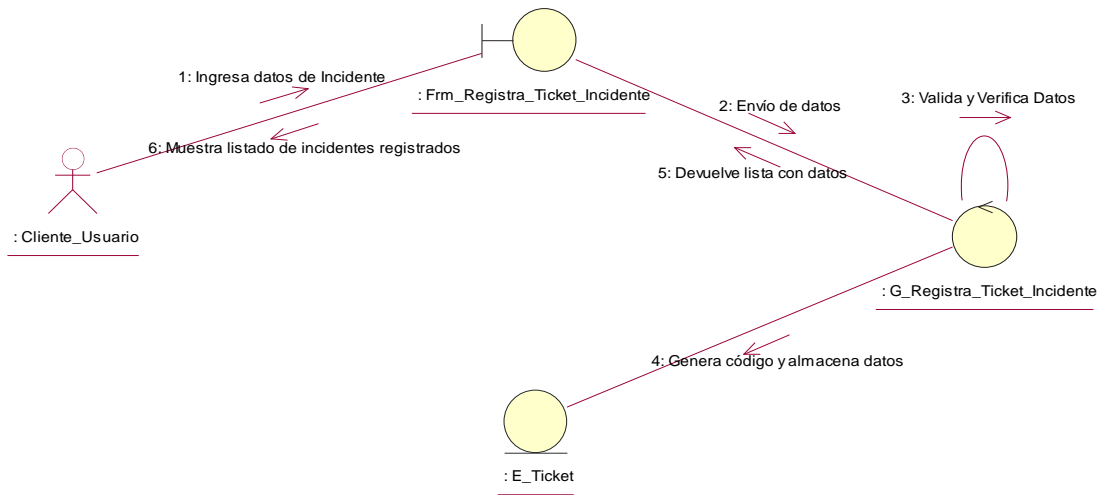 1: Ingresa datos de Incidente
: Frm_Registra_Ticket_Incidente
2: Envío de datos
3: Valida y Verifica Datos
6: Muestra listado de incidentes registrados
5: Devuelve lista con datos
: Cliente_Usuario
: G_Registra_Ticket_Incidente
4: Genera código y almacena datos
: E_Ticket